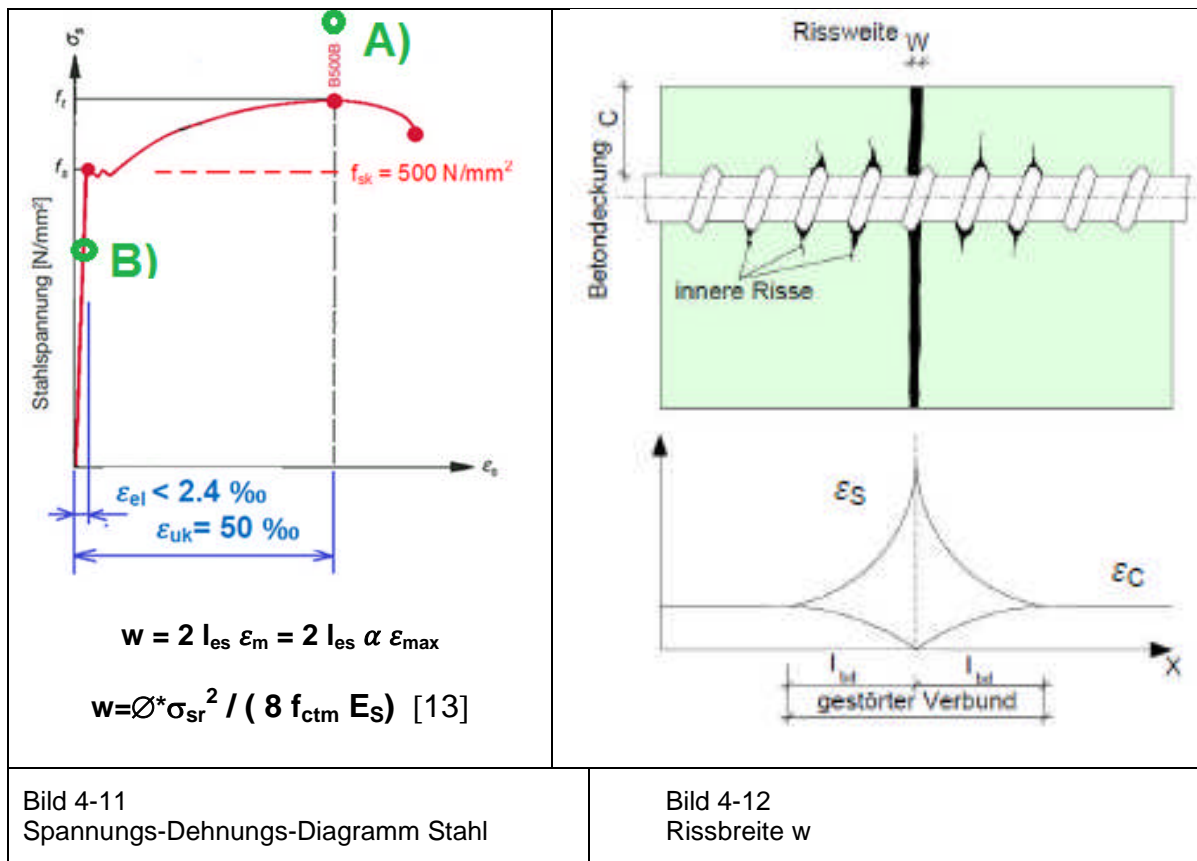 A)
σs
B500B
ft
fs
fsk = 500 N/mm²
Stahlspannung [N/mm²]
B)
εs
εel < 2.4 ‰
εuk= 50 ‰
w = 2 les εm = 2 les α εmax
w=∅*σsr² / ( 8 fctm ES) [13]
Rissweite W
C
Betondeckung
innere Risse
εS
εC
X
lbd lbd
gestörter Verbund
Bild 4-11
Spannungs-Dehnungs-Diagramm Stahl
Bild 4-12
Rissbreite w